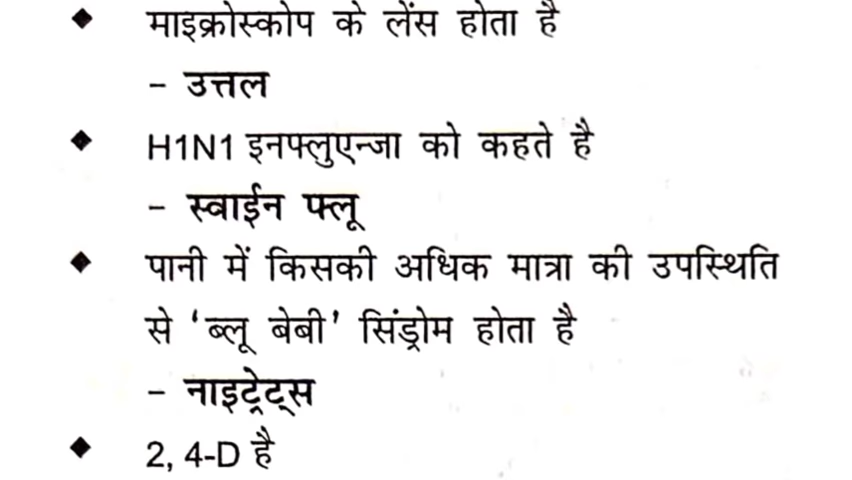 ◆ माइक्रोस्कोप के लेंस होता है
– उत्तल
◆ H1N1 इनफ्लुएन्जा को कहते है
– स्वाईन फ्लू
◆ पानी में किसकी अधिक मात्रा की उपस्थिति
से ‘ब्लू बेबी’ सिंड्रोम होता है
– नाइट्रेट्स
◆ 2, 4-D है